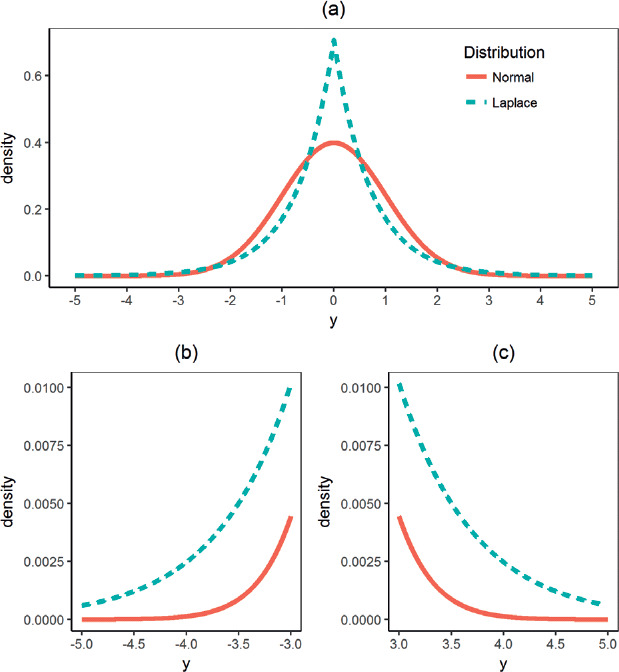 (a)
Distribution
Normal
Laplace
density
0.6
0.4
0.2
0.0
-5 -4 -3 -2 -1 0 1 2 3 4 5
y
(b)
density
0.0100
0.0075
0.0050
0.0025
0.0000
-5.0 -4.5 -4.0 -3.5 -3.0
y
(c)
density
0.0100
0.0075
0.0050
0.0025
0.0000
3.0 3.5 4.0 4.5 5.0
y